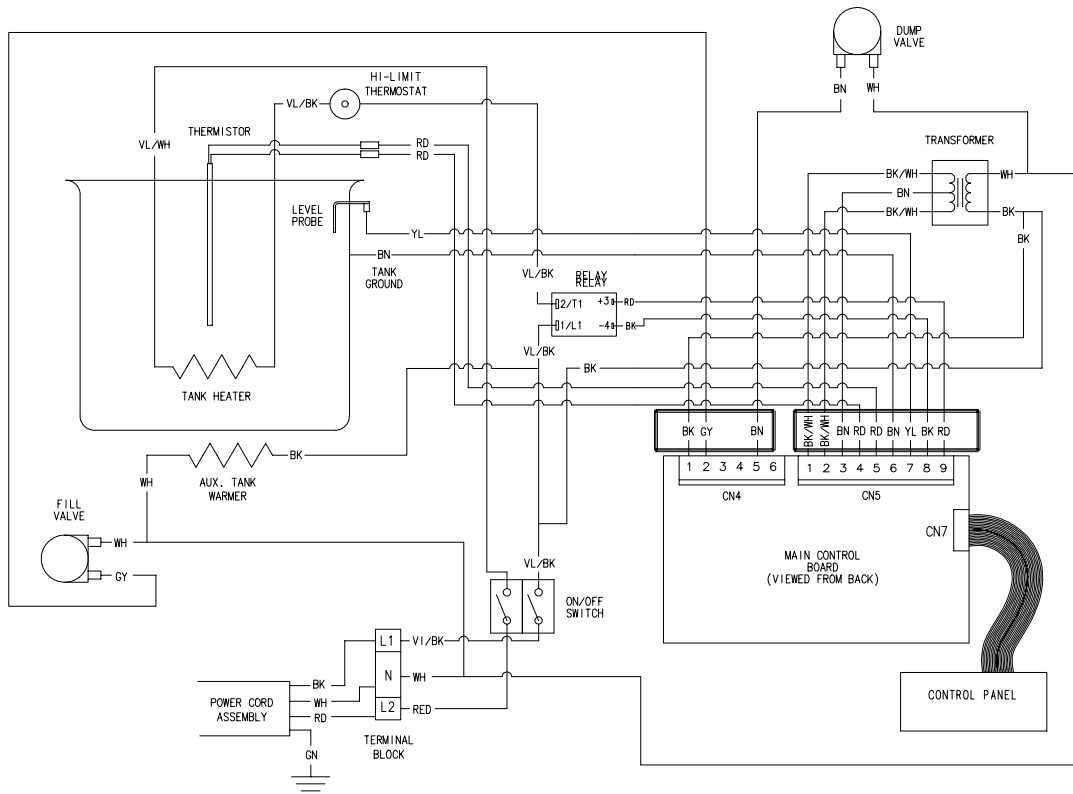 DUMP
VALVE
BN
WH
HI-LIMIT
THERMOSTAT
VL/BK
THERMISTOR
VL/WH
RD
RD
TRANSFORMER
BK/WH
WH
BN
BK/WH
BK
BK
LEVEL
PROBE
YL
BN
TANK
GROUND
VL/BK
RELAY
RELAY
2/T1
+3
RD
1/L1
-4
BK
VL/BK
BK
TANK HEATER
BK
AUX. TANK
WARMER
WH
BK GY BN
1 2 3 4 5 6
CN4
BK/WH BK/WH BN RD RD BN YL BK RD
1 2 3 4 5 6 7 8 9
CN5
FILL
VALVE
WH
GY
CN7
MAIN CONTROL
BOARD
(VIEWED FROM BACK)
VL/BK
ON/OFF
SWITCH
L1
VI/BK
N
WH
L2
RED
BK
WH
RD
GN
POWER CORD
ASSEMBLY
TERMINAL
BLOCK
CONTROL PANEL